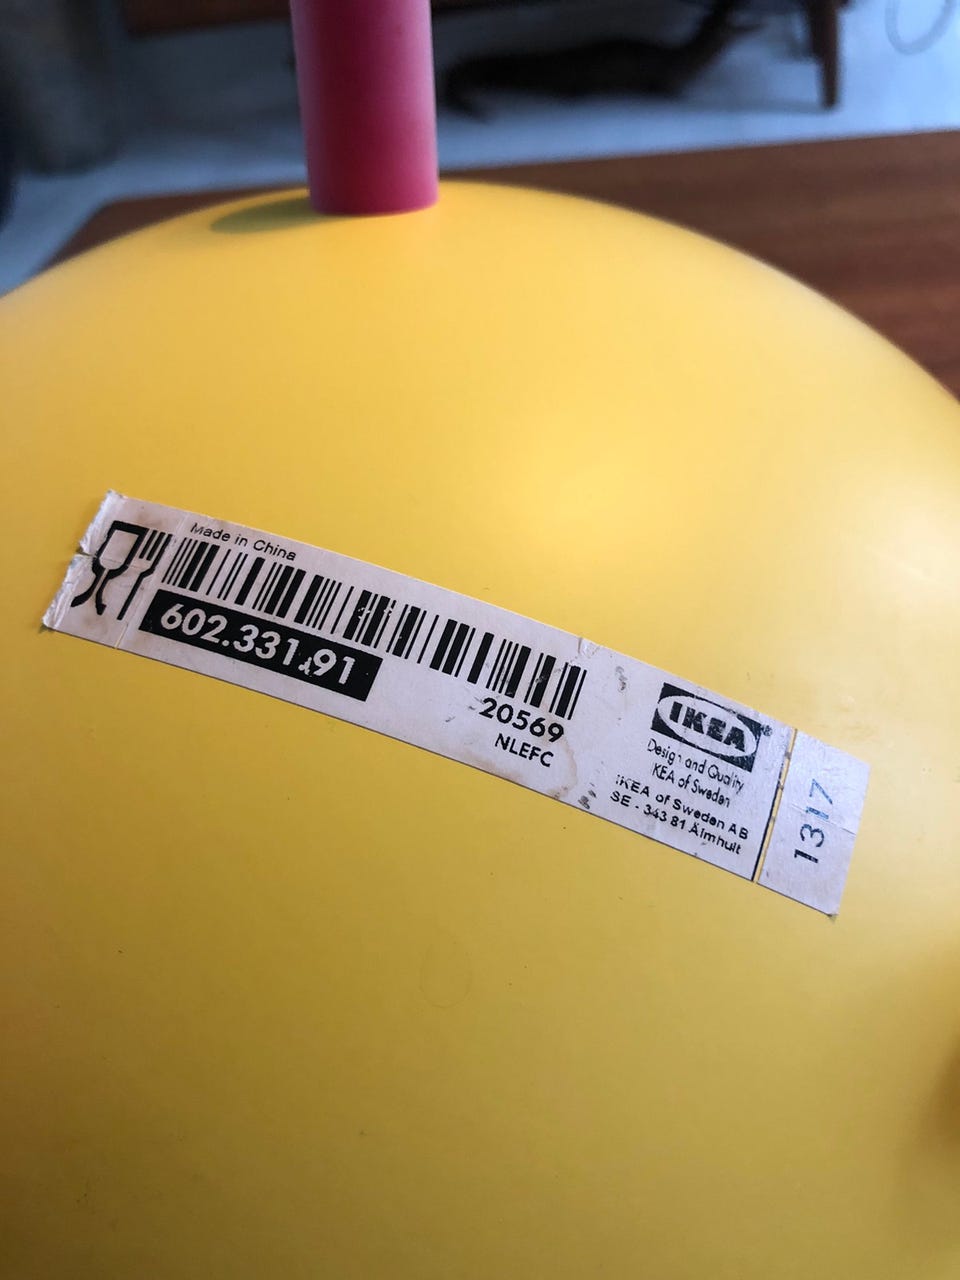 Made in China
602.331.91
20569
NLEFC
IKEA
Design and Quality
IKEA of Sweden
IKEA of Sweden AB
SE - 343 81 Älmhult
1317